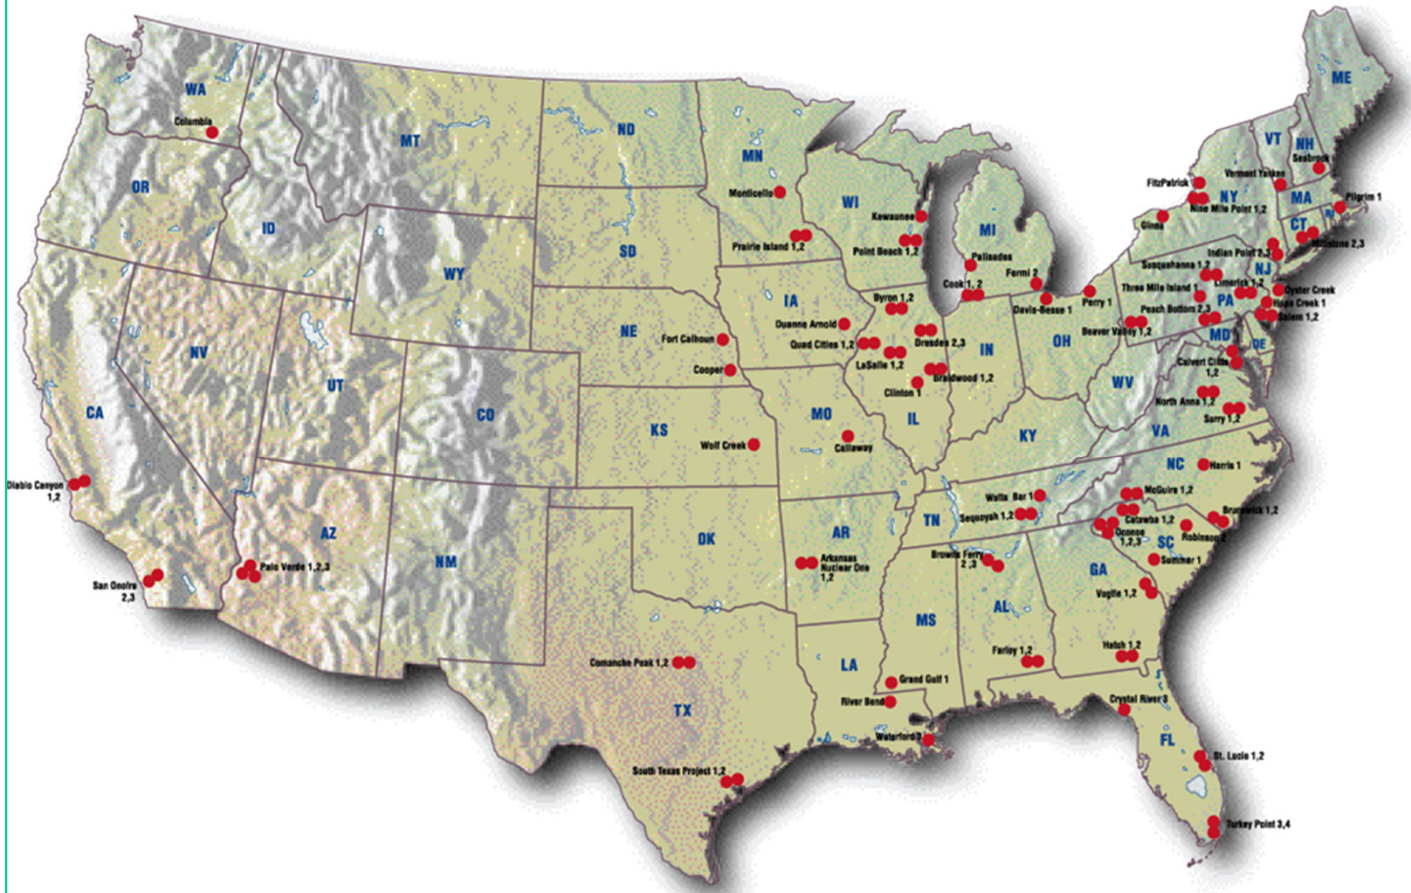 WA
Columbia
OR
ID
MT
ND
MN
Monticello
Prairie Island 1,2
WI
Kewaunee
Point Beach 1,2
MI
Palisades
Fermi 2
Cook 1, 2
Davis-Besse 1
Perry 1
ME
VT
NH
Seabrook
Vermont Yankee
FitzPatrick
NY
Nine Mile Point 1,2
Ginna
MA
Pilgrim 1
CT
RI
Millstone 2,3
Indian Point 2,3
Susquehanna 1,2
NJ
Limerick 1,2
Three Mile Island 1
PA
Oyster Creek
Hope Creek 1
Peach Bottom 2,3
Salem 1,2
Beaver Valley 1,2
MD
DE
Calvert Cliffs
1,2
SD
WY
NE
Fort Calhoun
Cooper
IA
Duanne Arnold
Quad Cities 1,2
Byron 1,2
Dresden 2,3
LaSalle 1,2
Braidwood 1,2
Clinton 1
IL
IN
OH
WV
North Anna 1,2
Surry 1,2
VA
KY
NV
UT
CO
CA
KS
Wolf Creek
MO
Callaway
Diablo Canyon
1,2
San Onofre
2,3
AZ
Palo Verde 1,2,3
NM
OK
AR
Arkansas
Nuclear One
1,2
TN
Watts Bar 1
Sequoyah 1,2
NC
Harris 1
McGuire 1,2
Catawba 1,2
Oconee
1,2,3
SC
Brunswick 1,2
Robinson 2
Summer 1
Browns Ferry
2 ,3
GA
Vogtle 1,2
AL
Farley 1,2
Hatch 1,2
MS
Grand Gulf 1
LA
River Bend
Waterford 3
Comanche Peak 1,2
TX
South Texas Project 1,2
Crystal River 3
FL
St. Lucie 1,2
Turkey Point 3,4